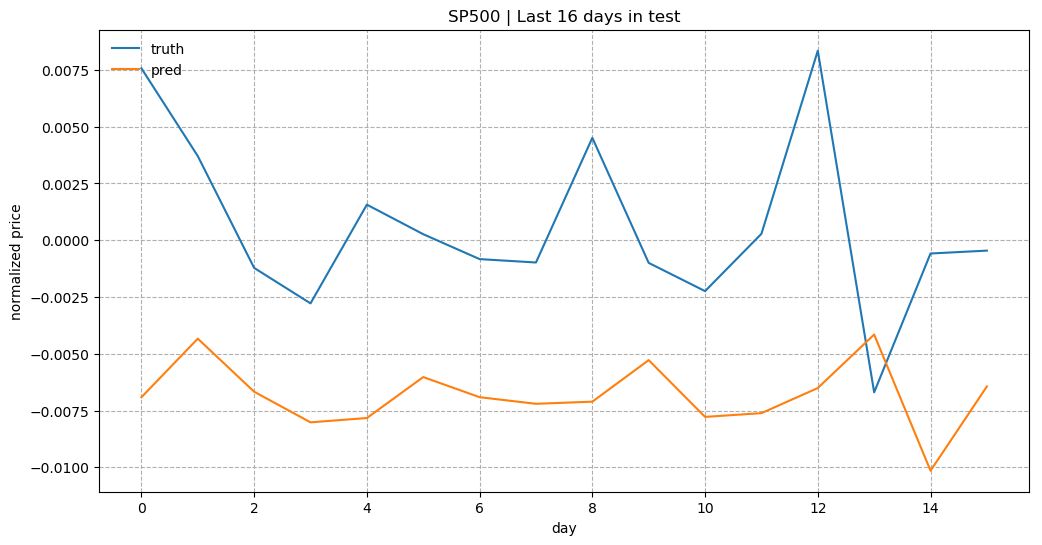 SP500 | Last 16 days in test
truth
pred
normalized price
0.0075
0.0050
0.0025
0.0000
−0.0025
−0.0050
−0.0075
−0.0100
0 2 4 6 8 10 12 14
day